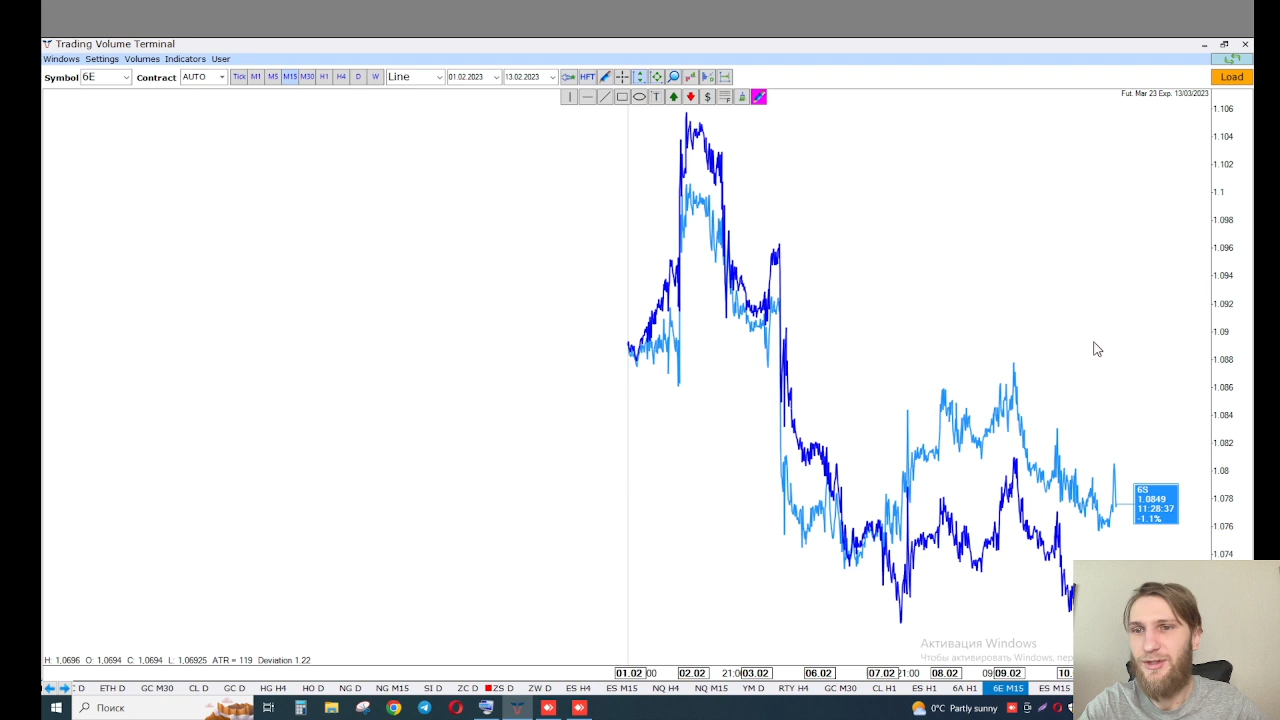 Trading Volume Terminal
Windows Settings Volumes Indicators User
Symbol 6E Contract AUTO Tick M1 M5 M15 M30 H1 H4 D W Line 01.02.2023 13.02.2023 HFT Load
T $
Fut. Mar 23 Exp. 13/03/2023
1.106
1.104
1.102
1.1
1.098
1.096
1.094
1.092
1.09
1.088
1.086
1.084
1.082
1.08
1.078
1.076
1.074
6S
1.0849
11:28:37
-1.1%
Активация Windows
Чтобы активировать Windows, пер
H: 1,0696 O: 1,0694 C: 1,0694 L: 1,06925 ATR = 119 Deviation 1.22
01.02 00 02.02 21:0 03.02 06.02 07.02 21:00 08.02 09 09.02 10.
D ETH D GC M30 CL D GC D HG H4 HO D NG D NG M15 SI D ZC D ZS D ZW D ES H4 ES M15 NQ H4 NQ M15 YM D RTY H4 GC M30 CL H1 ES H1 6A H1 6E M15 ES M15
Поиск 0°C Partly sunny